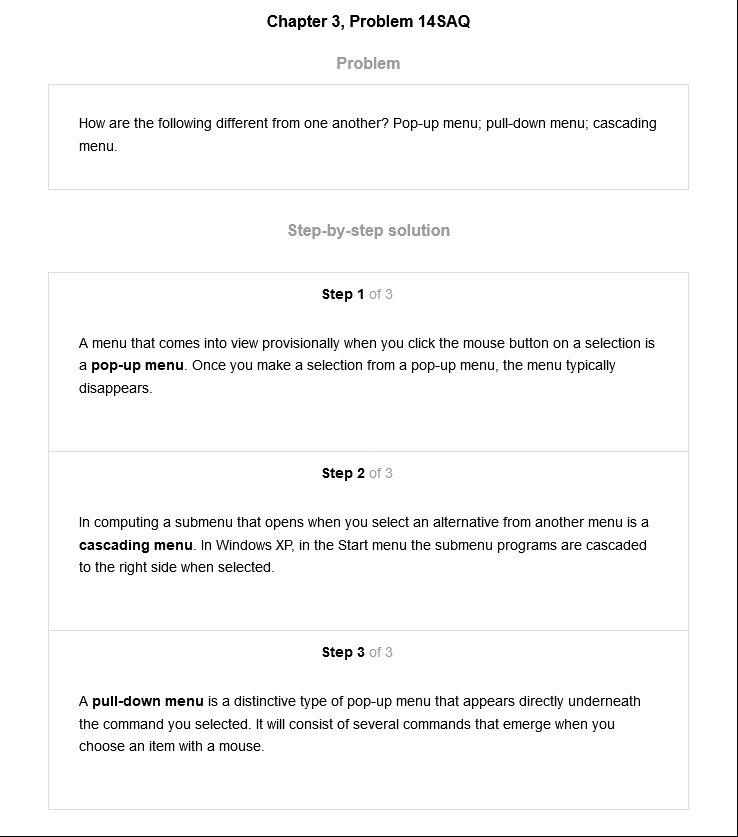 Chapter 3, Problem 14SAQ
Problem
How are the following different from one another? Pop-up menu; pull-down menu; cascading
menu.
Step-by-step solution
Step 1 of 3
A menu that comes into view provisionally when you click the mouse button on a selection is
a pop-up menu. Once you make a selection from a pop-up menu, the menu typically
disappears.
Step 2 of 3
In computing a submenu that opens when you select an alternative from another menu is a
cascading menu. In Windows XP, in the Start menu the submenu programs are cascaded
to the right side when selected.
Step 3 of 3
A pull-down menu is a distinctive type of pop-up menu that appears directly underneath
the command you selected. It will consist of several commands that emerge when you
choose an item with a mouse.